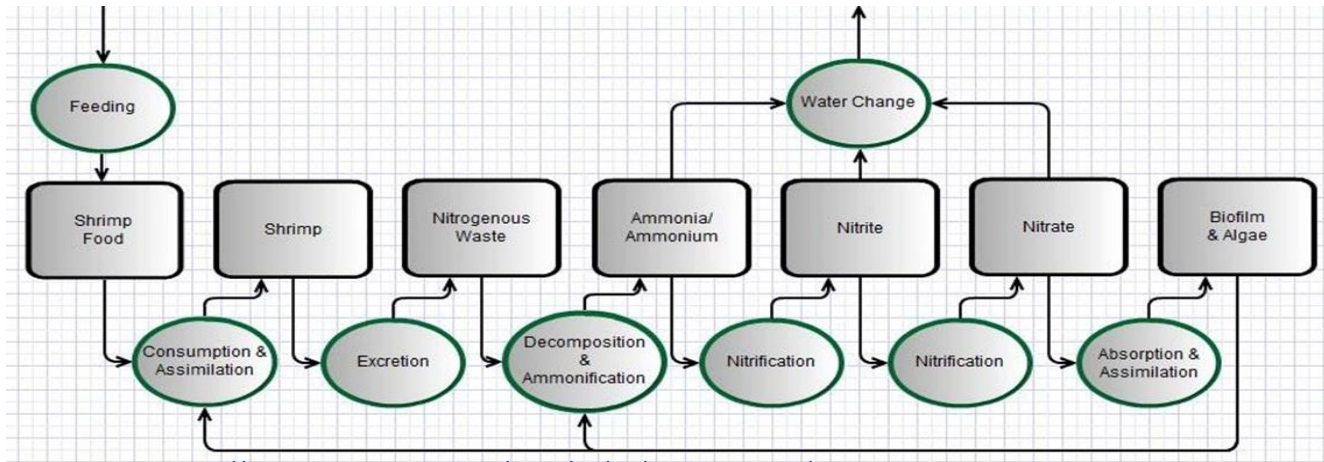 Feeding
Water Change
Shrimp
Food
Shrimp
Nitrogenous
Waste
Ammonia/
Ammonium
Nitrite
Nitrate
Biofilm
& Algae
Consumption &
Assimilation
Excretion
Decomposition
&
Ammonification
Nitrification
Nitrification
Absorption &
Assimilation